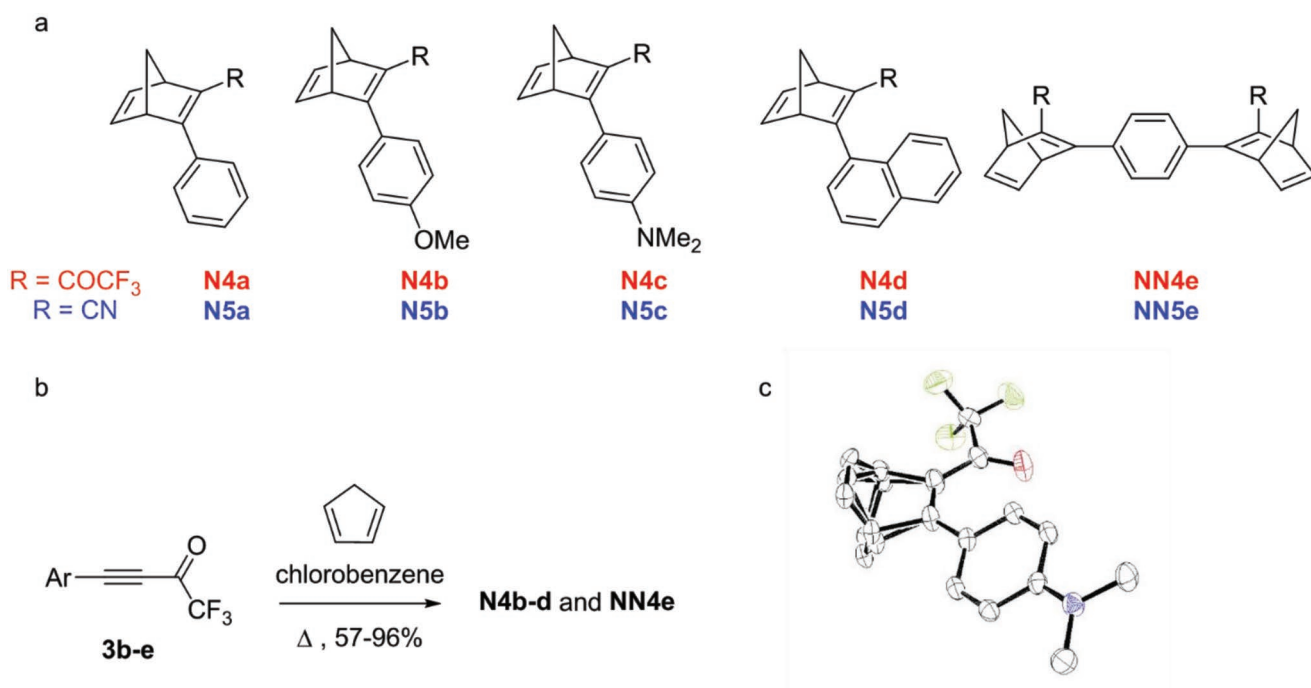 a
R R R R R R
OMe NMe₂
R = COCF₃ N4a N4b N4c N4d NN4e
R = CN N5a N5b N5c N5d NN5e
b c
O
Ar chlorobenzene
CF₃ N4b-d and NN4e
3b-e Δ , 57-96%